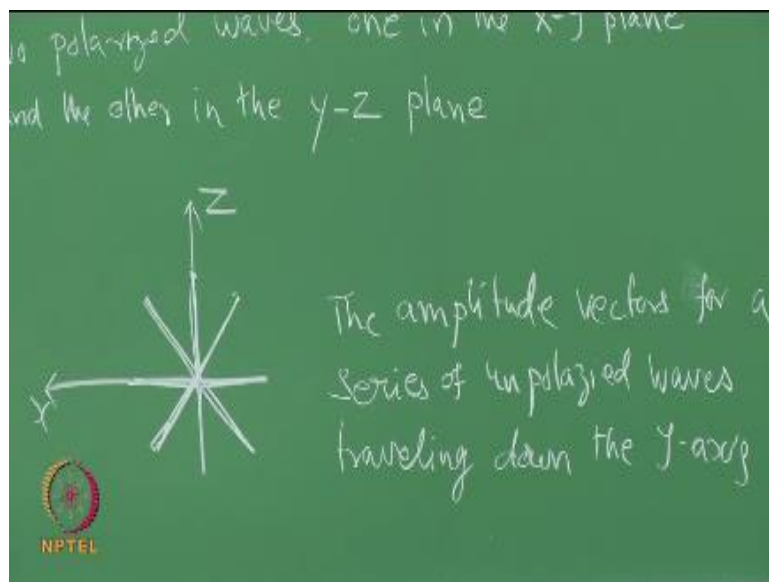 polarized waves. one in the x-y plane
and the other in the y-z plane
Z
The amplitude vectors for a
series of unpolazied waves
traveling down the y-axis
X
NPTEL